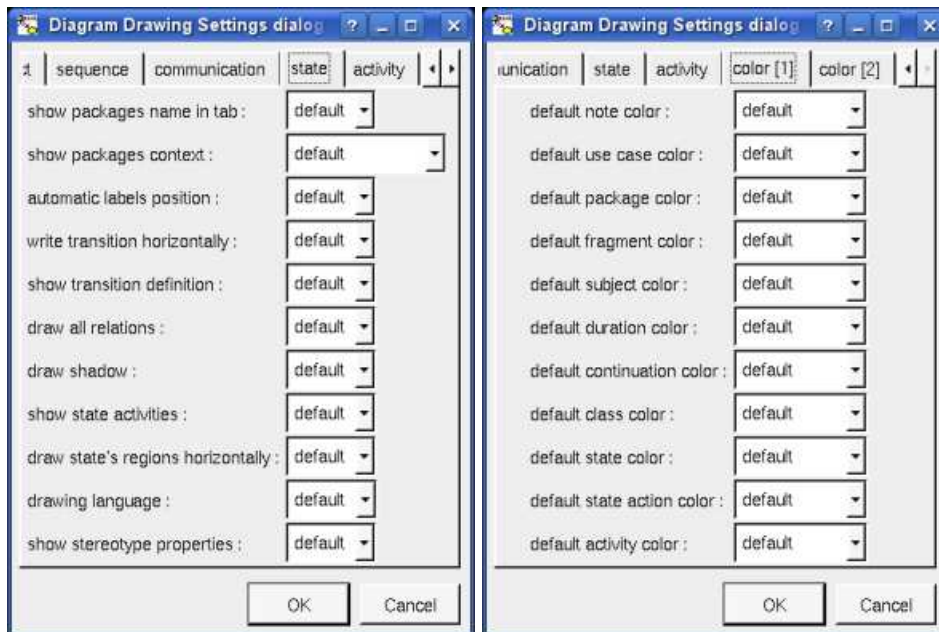 Diagram Drawing Settings dialog
sequence communication state activity
show packages name in tab : default
show packages context : default
automatic labels position : default
write transition horizontally : default
show transition definition : default
draw all relations : default
draw shadow : default
show state activities : default
draw state's regions horizontally : default
drawing language : default
show stereotype properties : default
OK Cancel
Diagram Drawing Settings dialog
unication state activity color [1] color [2]
default note color : default
default use case color : default
default package color : default
default fragment color : default
default subject color : default
default duration color : default
default continuation color : default
default class color : default
default state color : default
default state action color : default
default activity color : default
OK Cancel